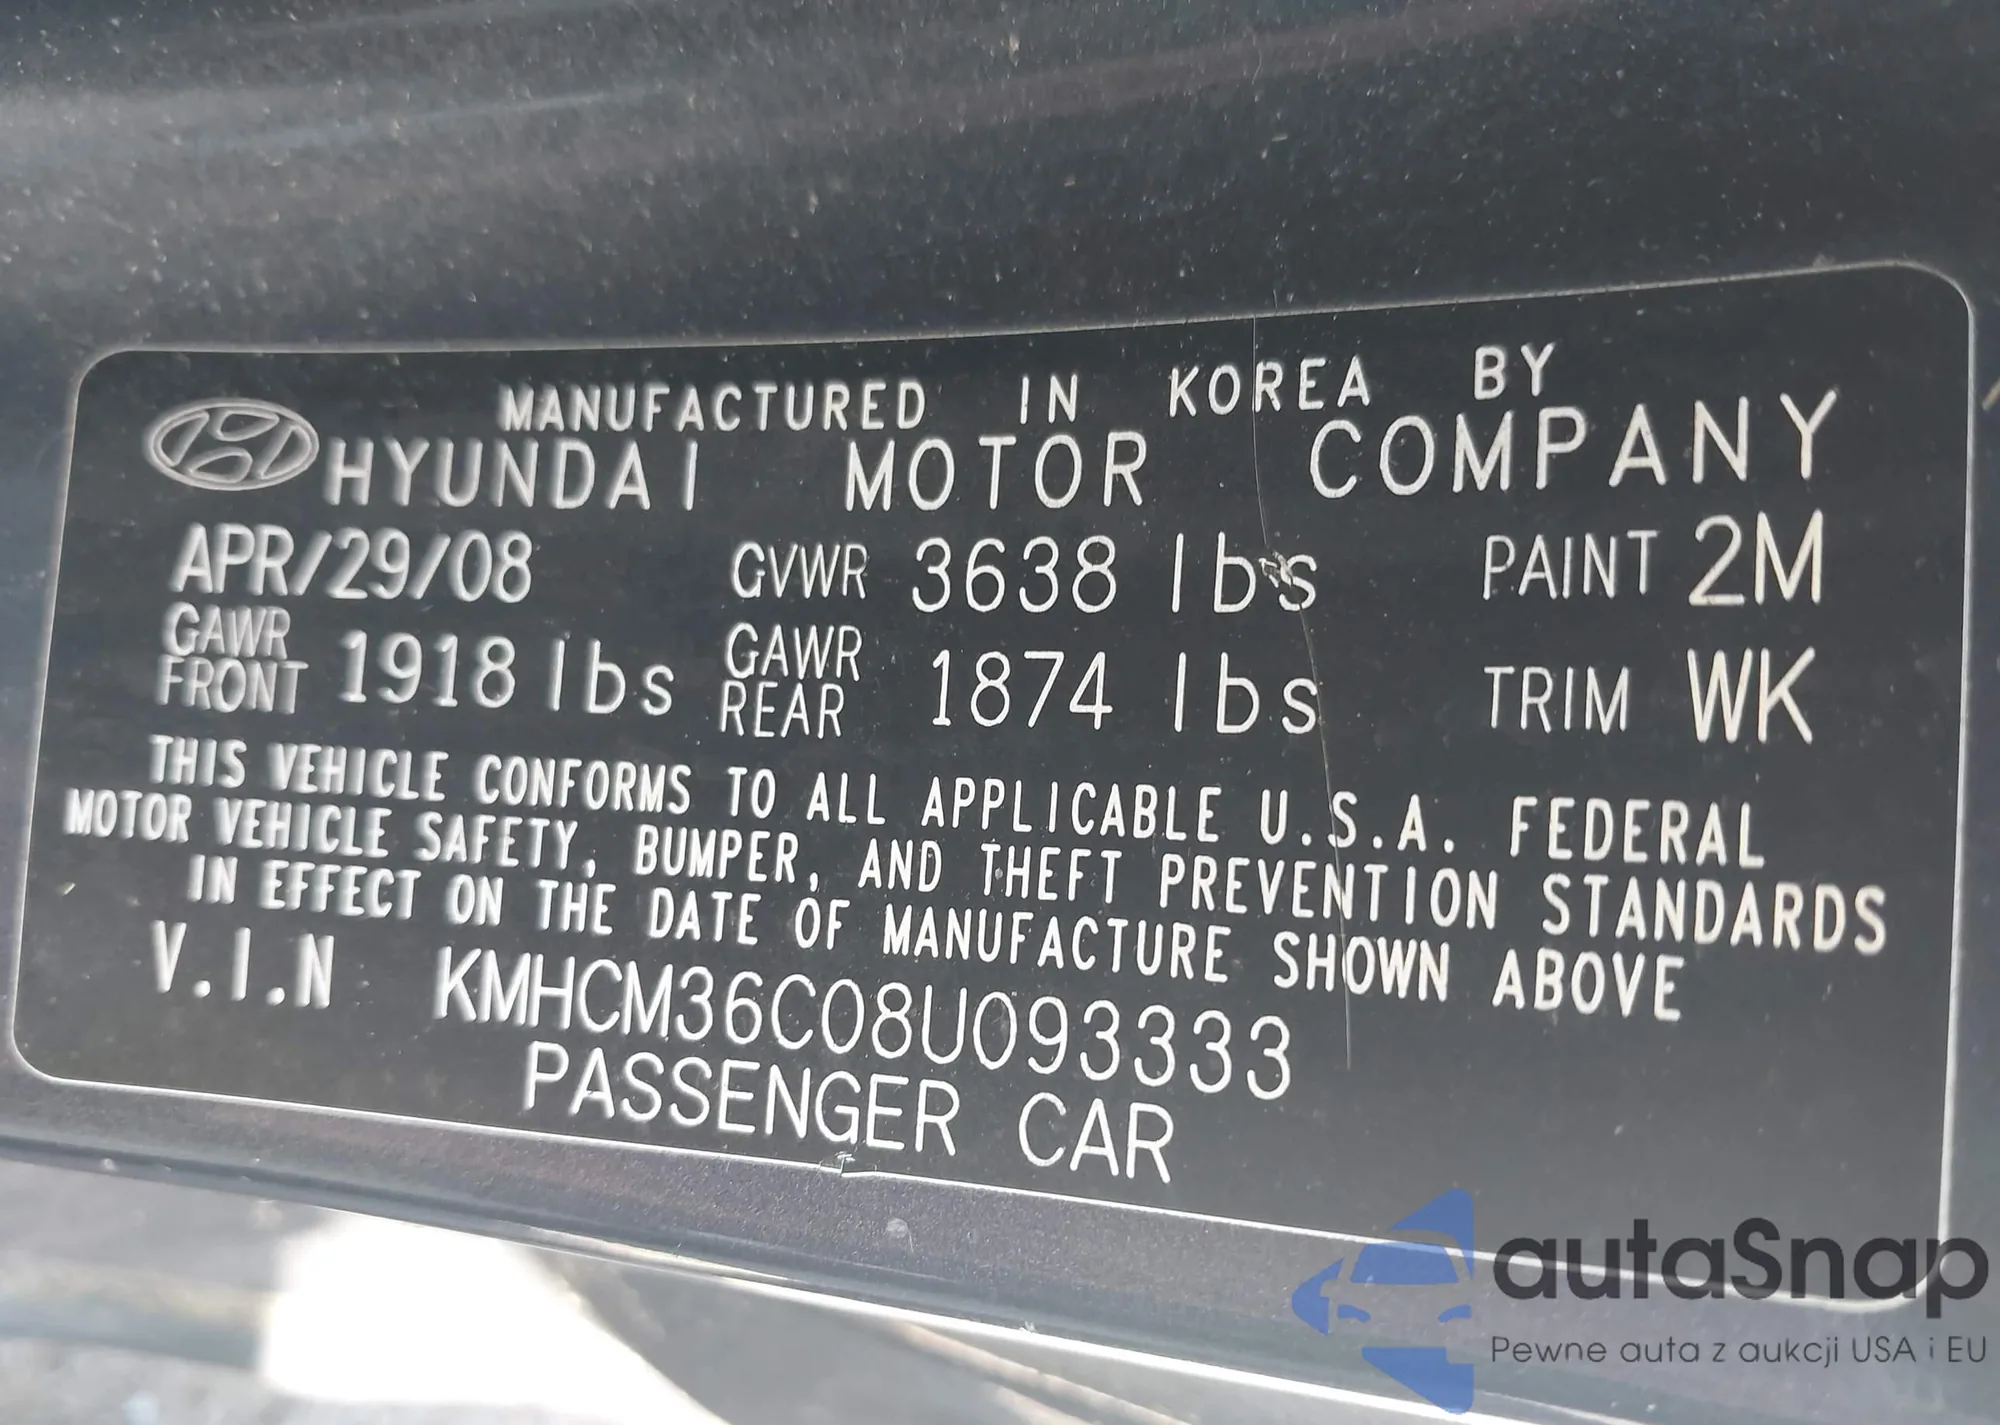 MANUFACTURED IN KOREA BY
HYUNDAI MOTOR COMPANY
APR/29/08 GVWR 3638 lbs PAINT 2M
GAWR FRONT 1918 lbs GAWR REAR 1874 lbs TRIM WK
THIS VEHICLE CONFORMS TO ALL APPLICABLE U.S.A. FEDERAL
MOTOR VEHICLE SAFETY, BUMPER, AND THEFT PREVENTION STANDARDS
IN EFFECT ON THE DATE OF MANUFACTURE SHOWN ABOVE
V.I.N KMHCM36C08U093333
PASSENGER CAR
autaSnap
Pewne auta z aukcji USA i EU